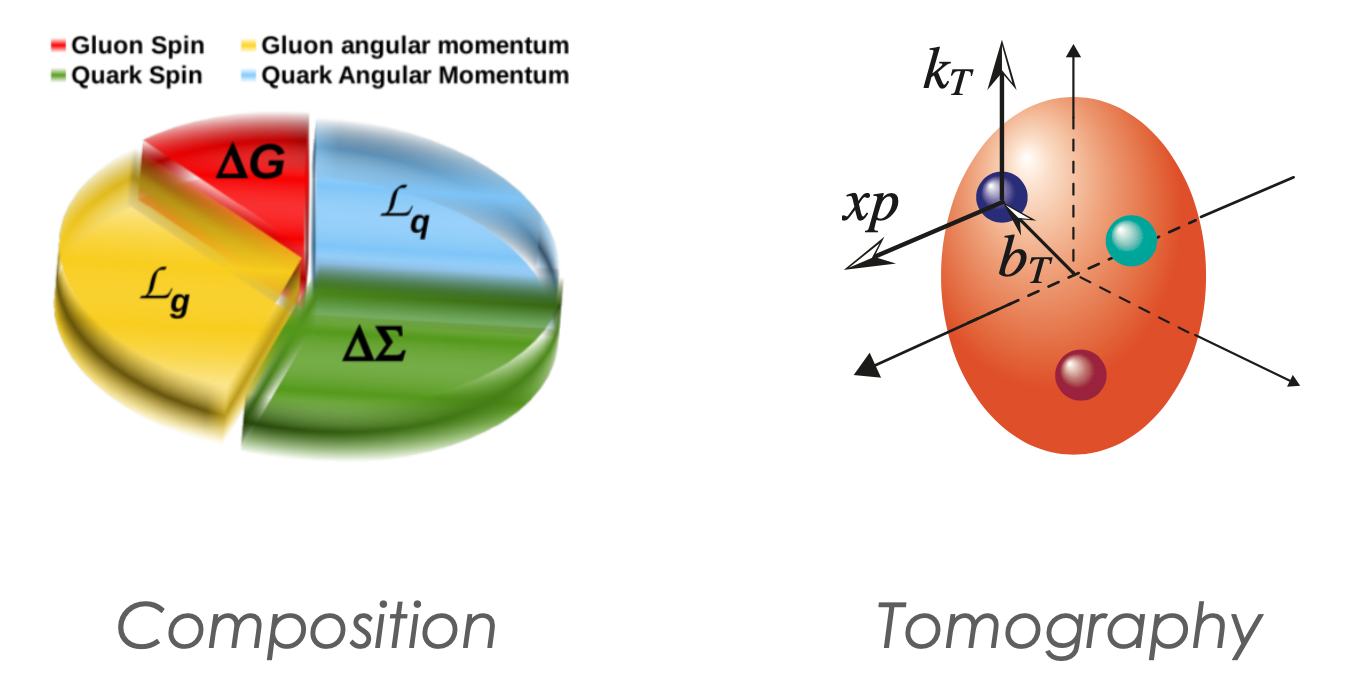 Gluon Spin
Gluon angular momentum
Quark Spin
Quark Angular Momentum
ΔG
ℒq
ℒg
ΔΣ
kT
xp
bT
Composition
Tomography